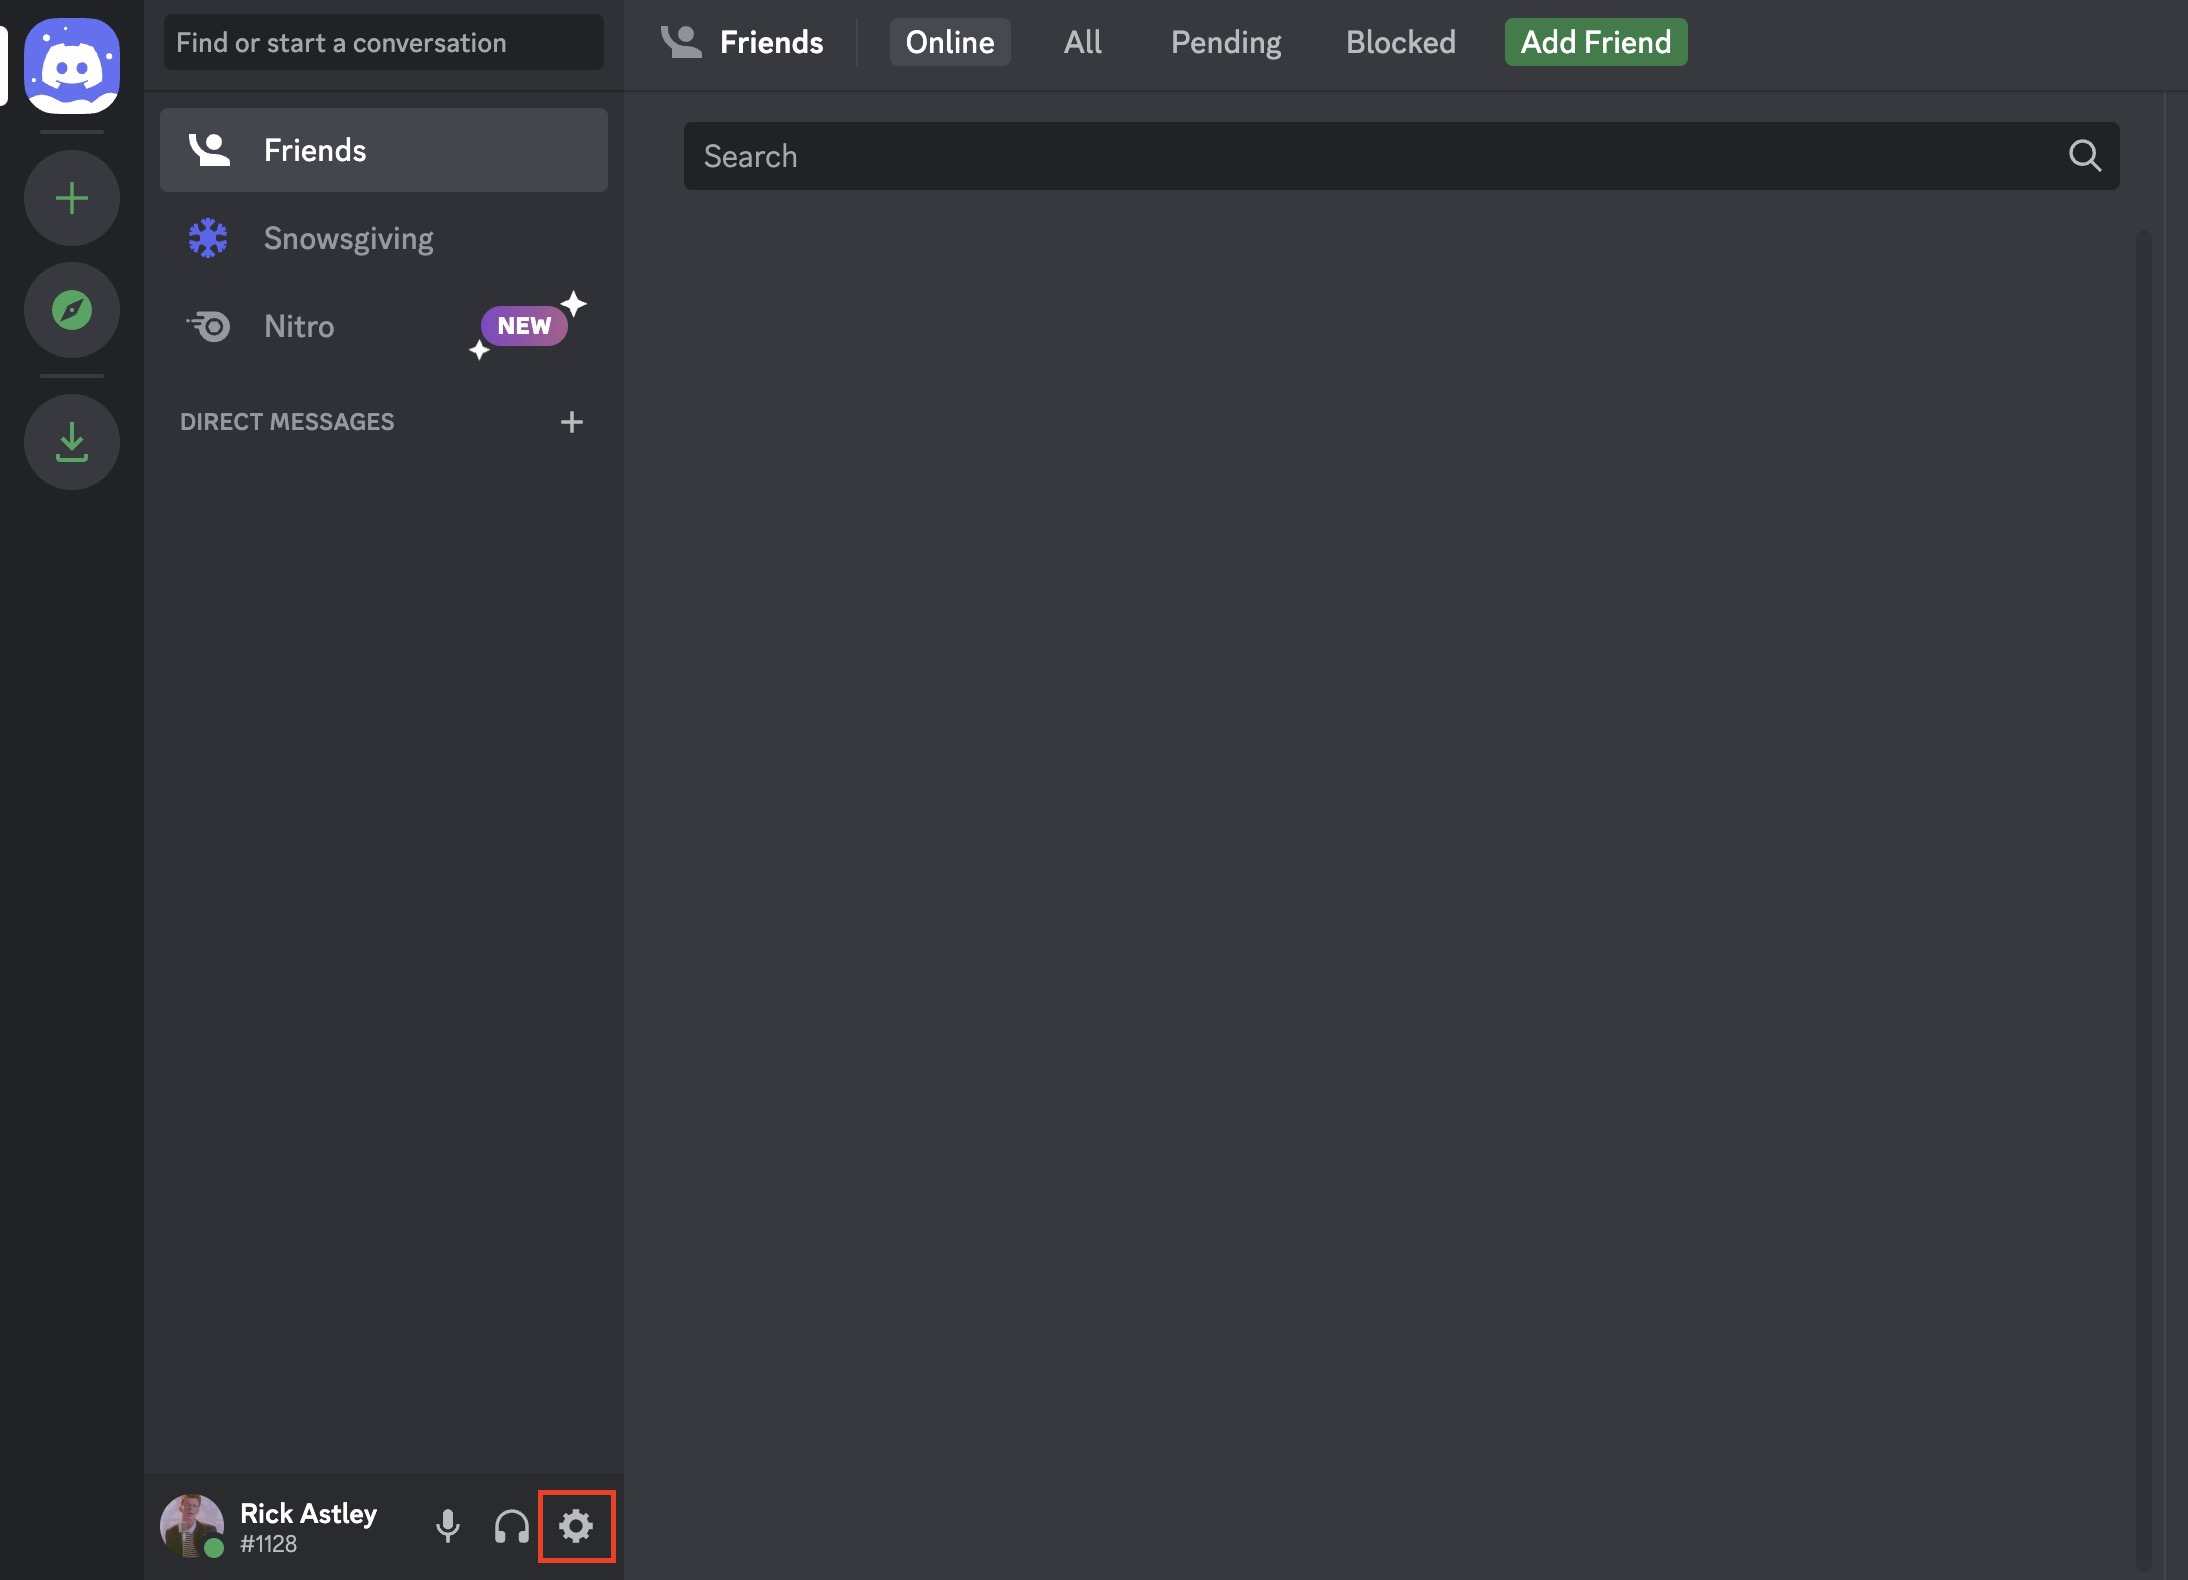 Find or start a conversation
Friends
Online
All
Pending
Blocked
Add Friend
Friends
Search
Snowsgiving
Nitro
NEW
DIRECT MESSAGES
Rick Astley
#1128